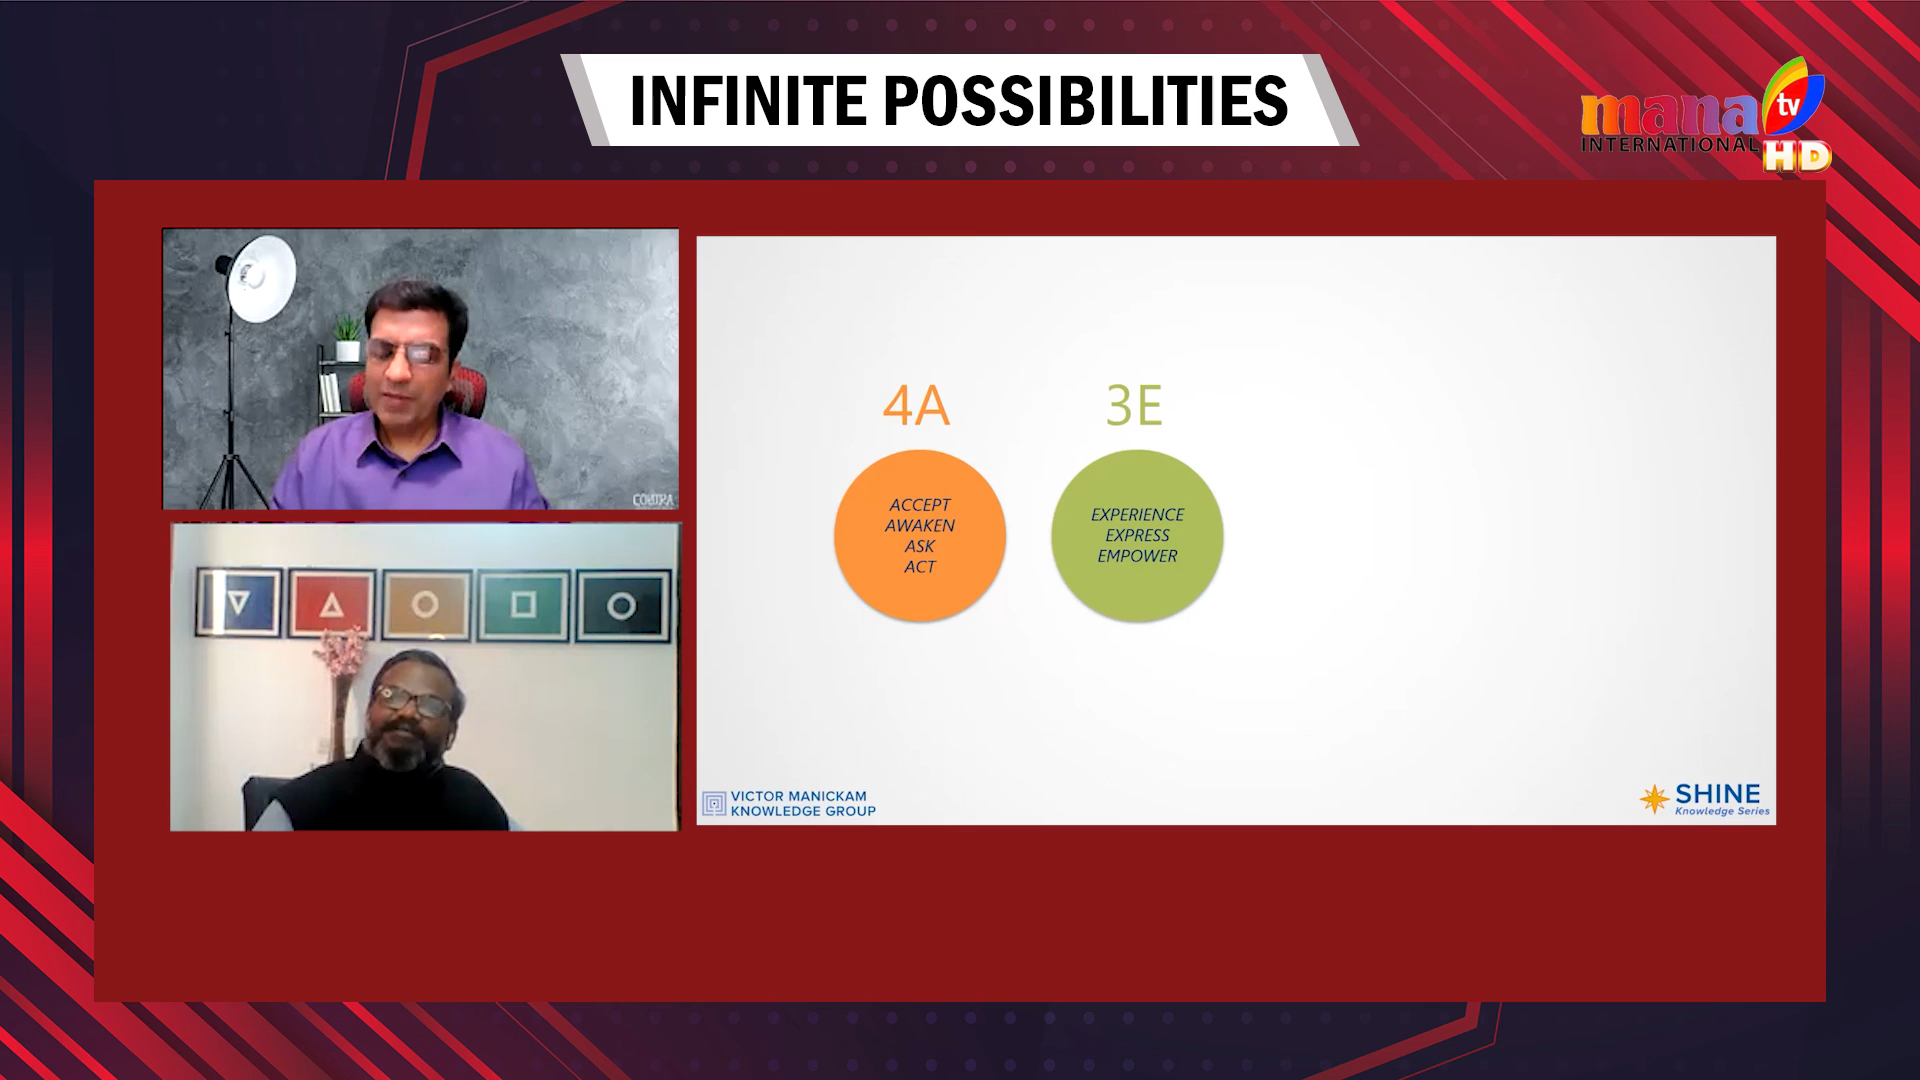 INFINITE POSSIBILITIES
mana tv
INTERNATIONAL
HD
4A
3E
ACCEPT
AWAKEN
ASK
ACT
EXPERIENCE
EXPRESS
EMPOWER
VICTOR MANICKAM
KNOWLEDGE GROUP
SHINE
Knowledge Series